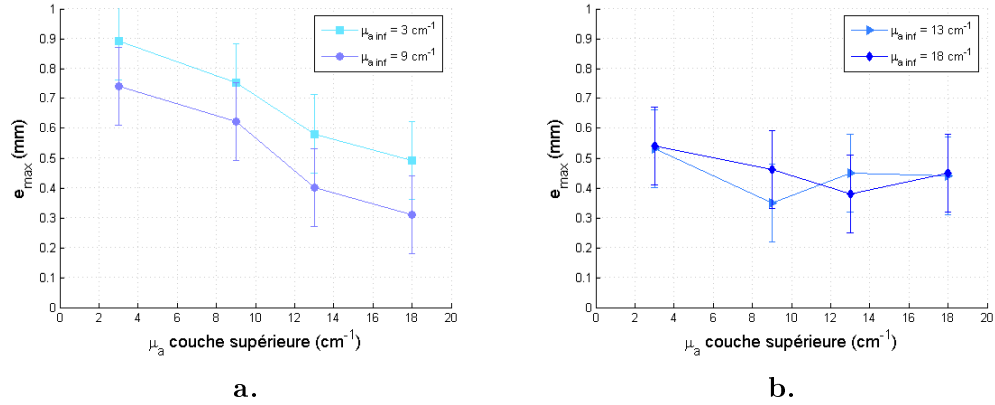 1
0.9
0.8
0.7
0.6
0.5
0.4
0.3
0.2
0.1
0
e_max (mm)
0 2 4 6 8 10 12 14 16 18 20
μ_a couche supérieure (cm⁻¹)
μ_a inf = 3 cm⁻¹
μ_a inf = 9 cm⁻¹
a.
1
0.9
0.8
0.7
0.6
0.5
0.4
0.3
0.2
0.1
0
e_max (mm)
0 2 4 6 8 10 12 14 16 18 20
μ_a couche supérieure (cm⁻¹)
μ_a inf = 13 cm⁻¹
μ_a inf = 18 cm⁻¹
b.